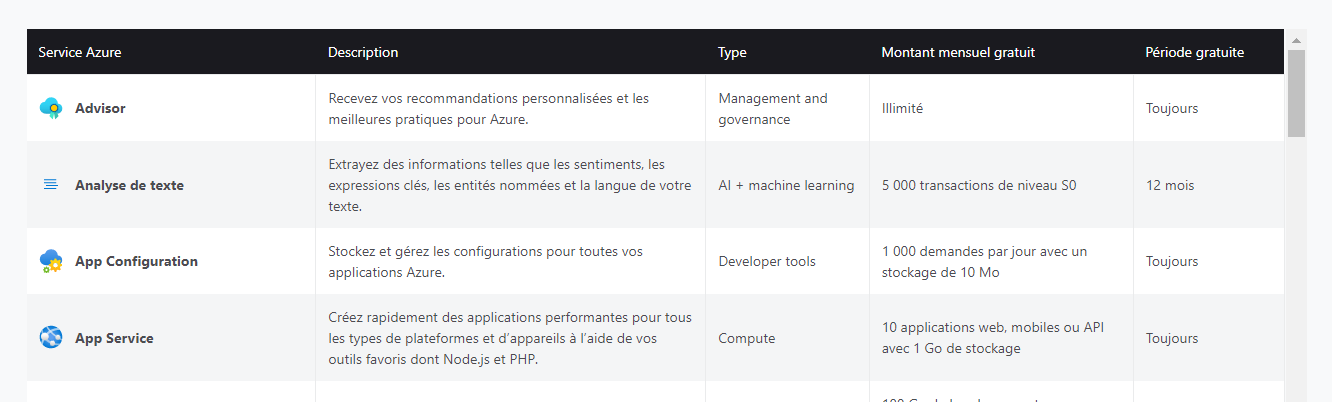 Service Azure
Description
Type
Montant mensuel gratuit
Période gratuite
Advisor
Recevez vos recommandations personnalisées et les
meilleures pratiques pour Azure.
Management and
governance
Illimité
Toujours
Analyse de texte
Extrayez des informations telles que les sentiments, les
expressions clés, les entités nommées et la langue de votre
texte.
AI + machine learning
5 000 transactions de niveau S0
12 mois
App Configuration
Stockez et gérez les configurations pour toutes vos
applications Azure.
Developer tools
1 000 demandes par jour avec un
stockage de 10 Mo
Toujours
App Service
Créez rapidement des applications performantes pour tous
les types de plateformes et d’appareils à l’aide de vos
outils favoris dont Node.js et PHP.
Compute
10 applications web, mobiles ou API
avec 1 Go de stockage
Toujours